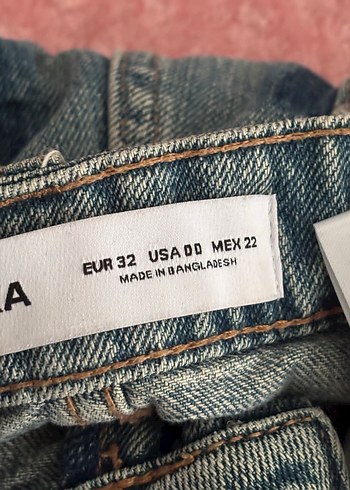 EUR 32 USA 00 MEX 22
MADE IN BANGLADESH
A